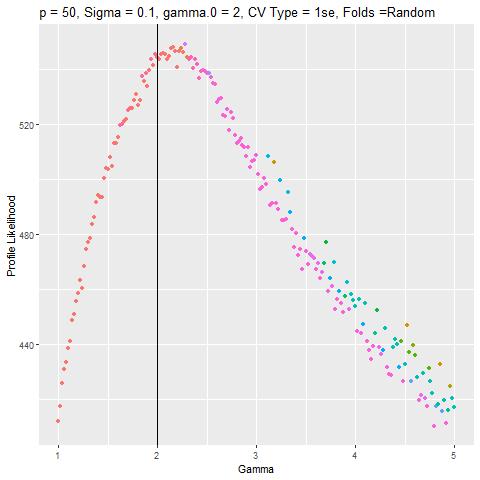 p = 50, Sigma = 0.1, gamma.0 = 2, CV Type = 1se, Folds =Random
Profile Likelihood
520
480
440
1 2 3 4 5
Gamma